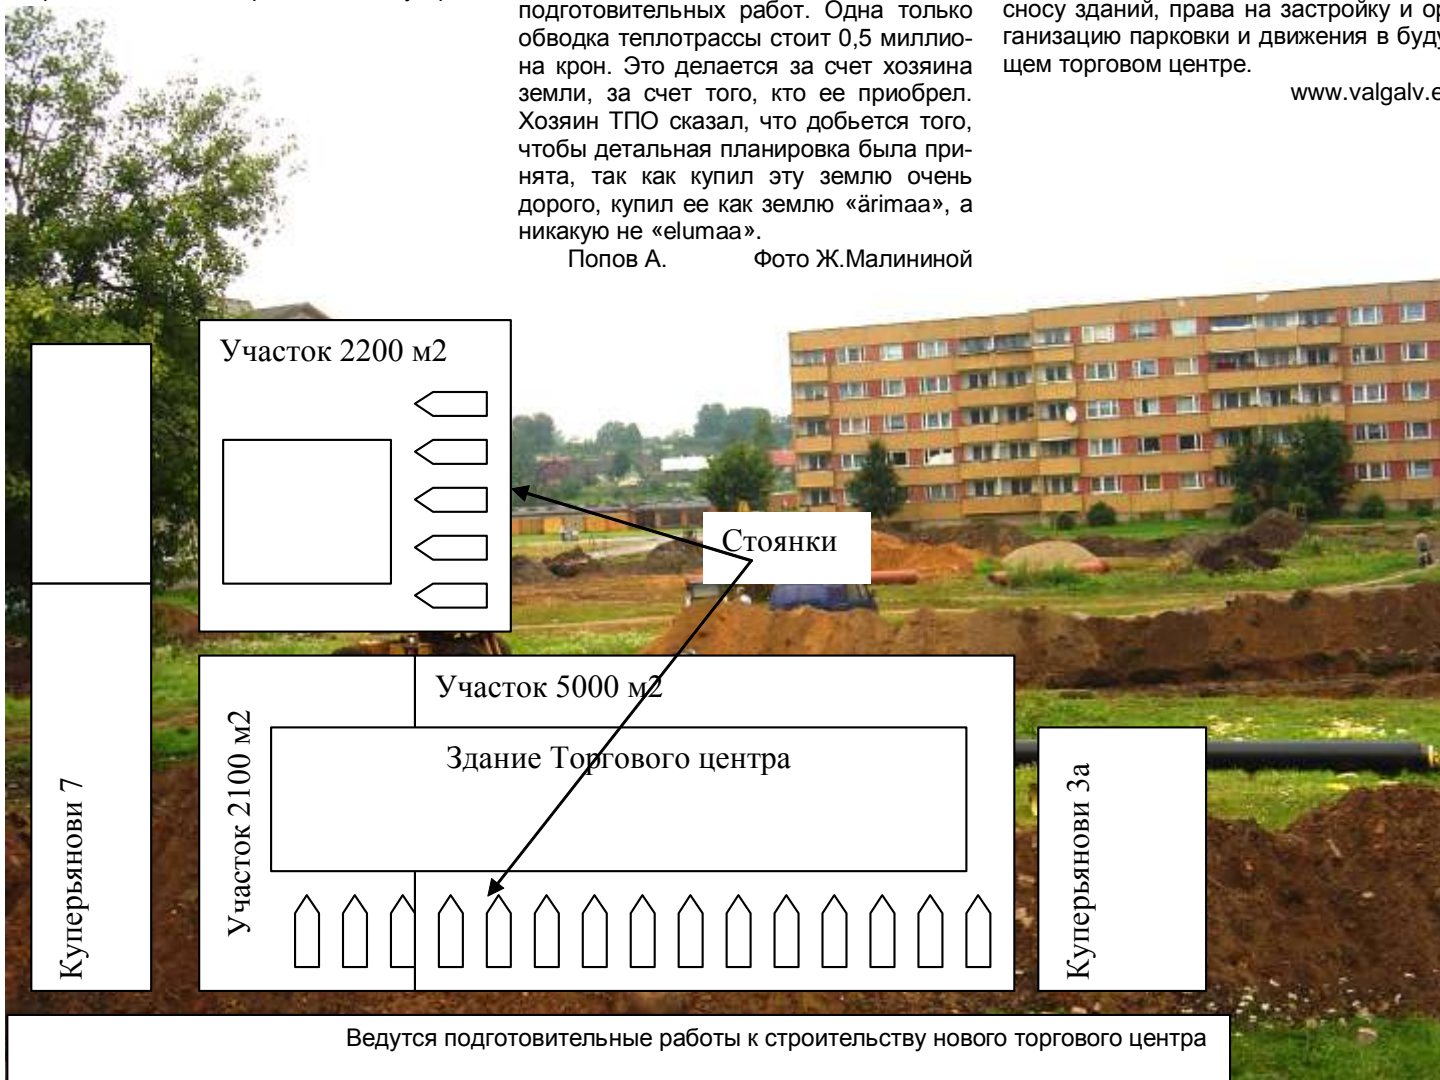 подготовительных работ. Одна только
обводка теплотрассы стоит 0,5 миллио-
на крон. Это делается за счет хозяина
земли, за счет того, кто ее приобрел.
Хозяин ТПО сказал, что добьется того,
чтобы детальная планировка была при-
нята, так как купил эту землю очень
дорого, купил ее как землю «ärimaa», а
никакую не «elumaa».
Попов А. Фото Ж.Малининой
сносу зданий, права на застройку и ор
ганизацию парковки и движения в буду
щем торговом центре.
www.valgalv.e
Участок 2200 м2
Стоянки
Участок 5000 м2
Участок 2100 м2
Здание Торгового центра
Куперьянови 7
Куперьянови 3а
Ведутся подготовительные работы к строительству нового торгового центра